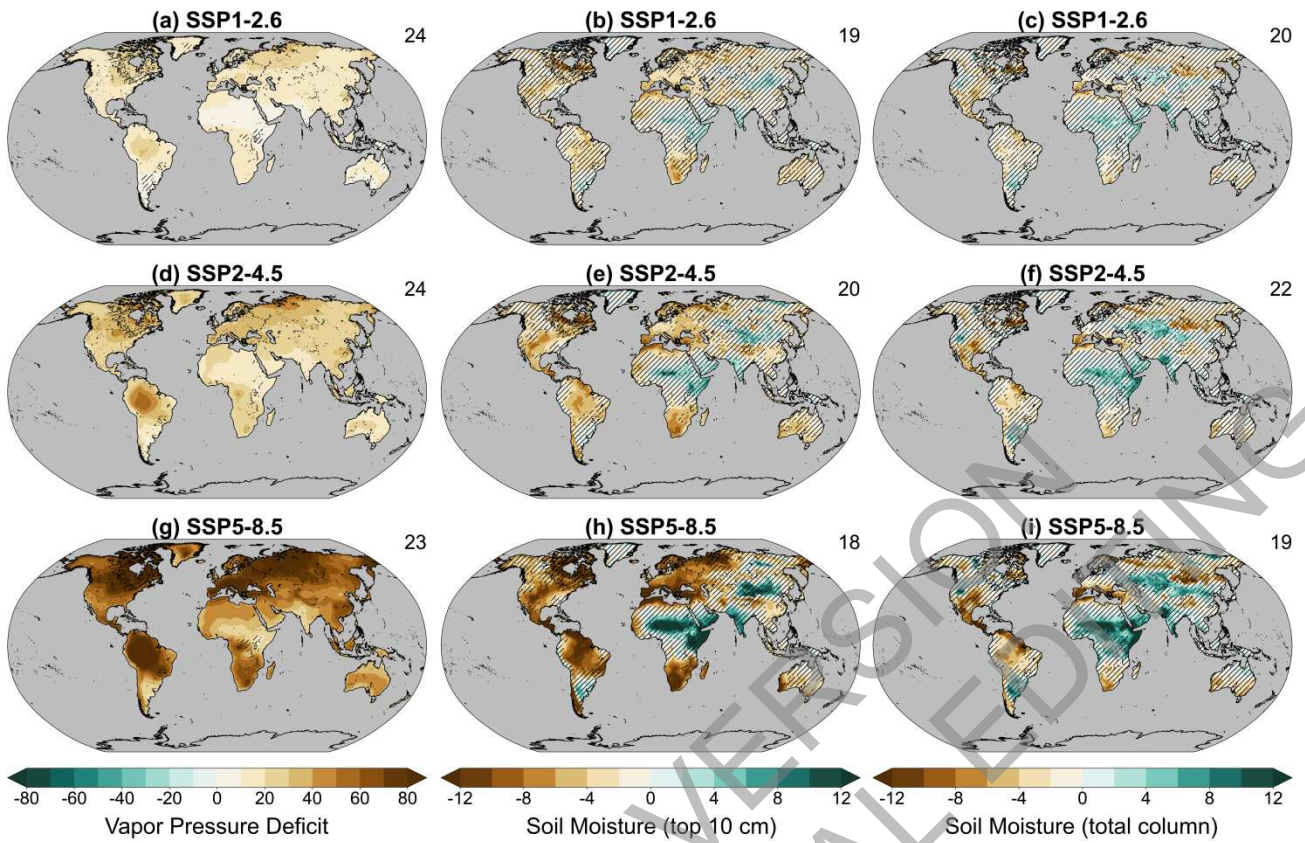 (a) SSP1-2.6 (b) SSP1-2.6 (c) SSP1-2.6
24 19 20
(d) SSP2-4.5 (e) SSP2-4.5 (f) SSP2-4.5
24 20 22
(g) SSP5-8.5 (h) SSP5-8.5 (i) SSP5-8.5
23 18 19
-80 -60 -40 -20 0 20 40 60 80 -12 -8 -4 0 4 8 12 -12 -8 -4 0 4 8 12
Vapor Pressure Deficit Soil Moisture (top 10 cm) Soil Moisture (total column)
VERSION
EDITING